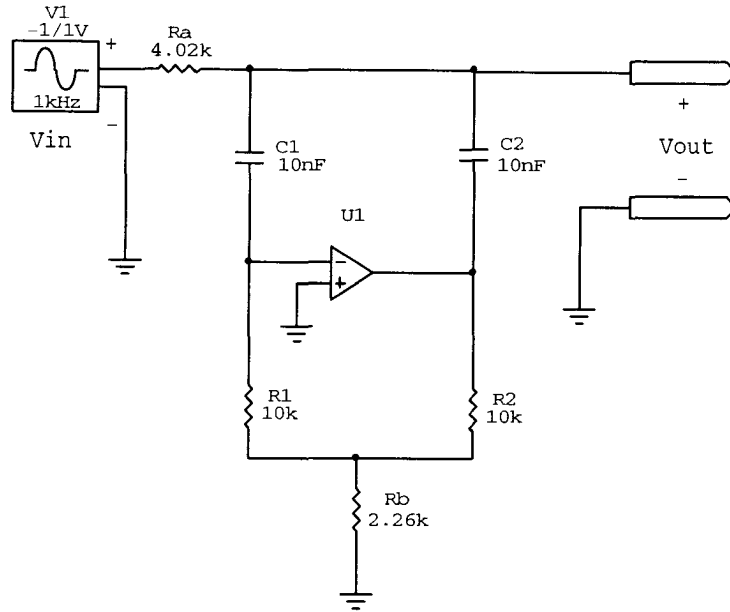 V1
-1/1V
+
Ra
4.02k
1kHz
-
Vin
C1
10nF
C2
10nF
+
Vout
-
U1
-
+
R1
10k
R2
10k
Rb
2.26k